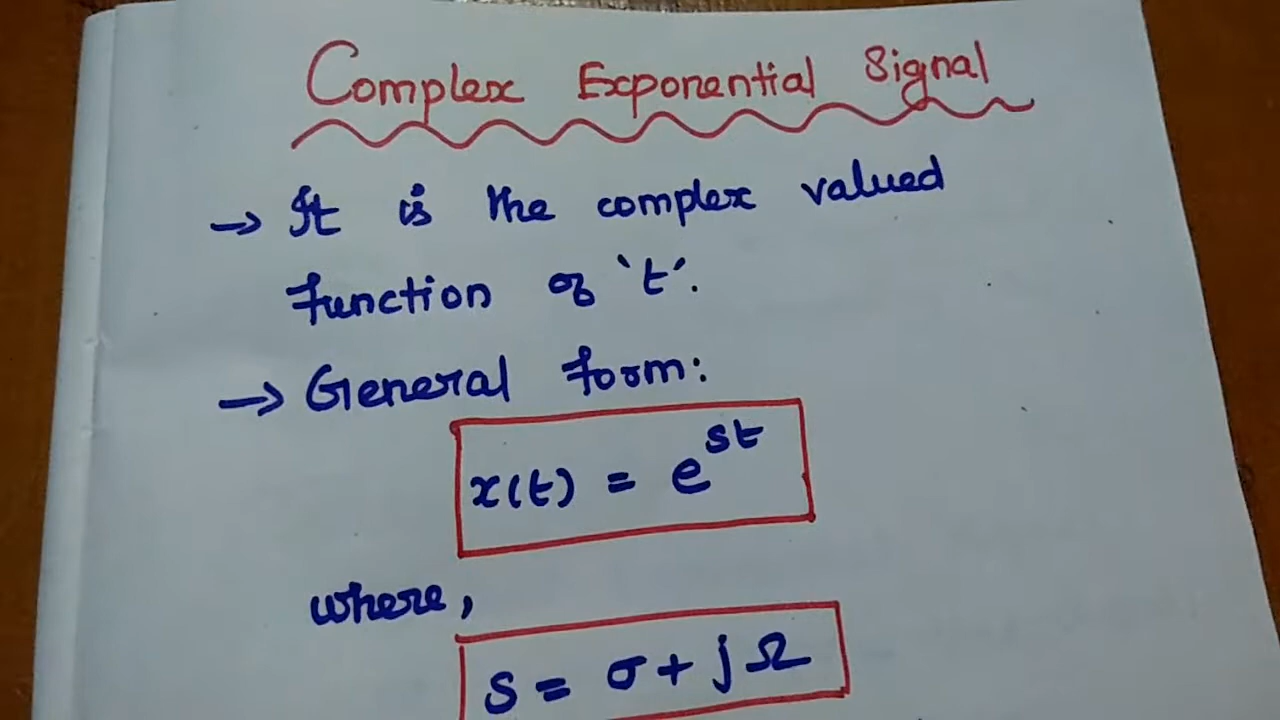 Complex Exponential Signal
→ It is the complex valued
function of 't'.
→ General form:
x(t) = e^st
where,
s = σ + jΩ